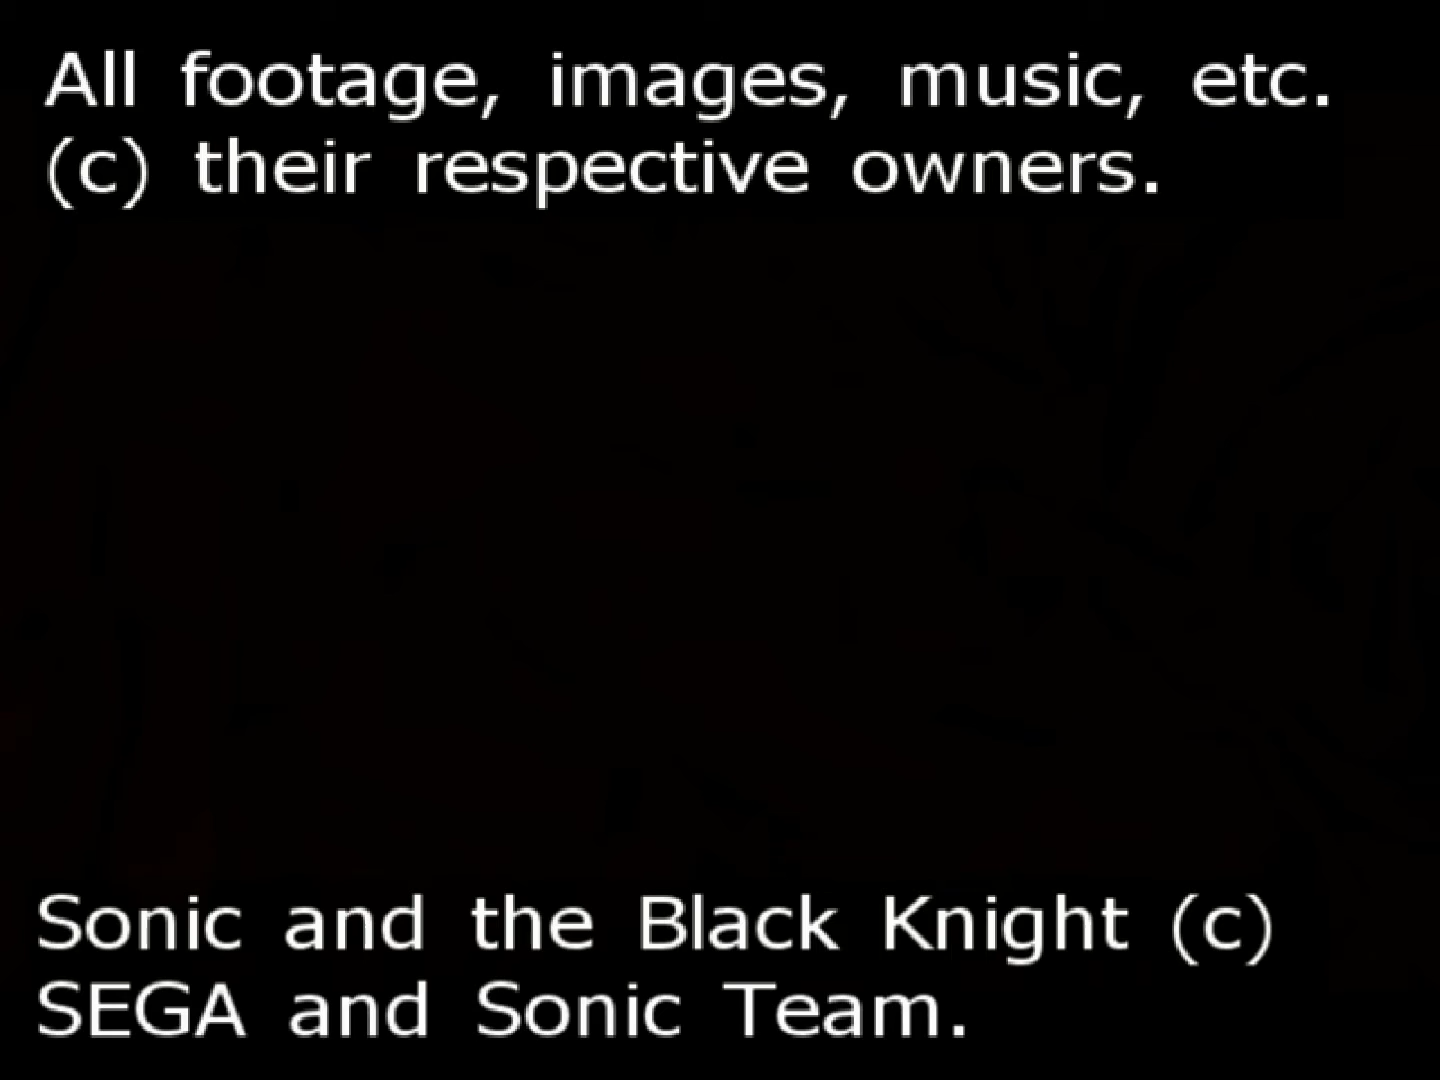 All footage, images, music, etc.
(c) their respective owners.
Sonic and the Black Knight (c)
SEGA and Sonic Team.